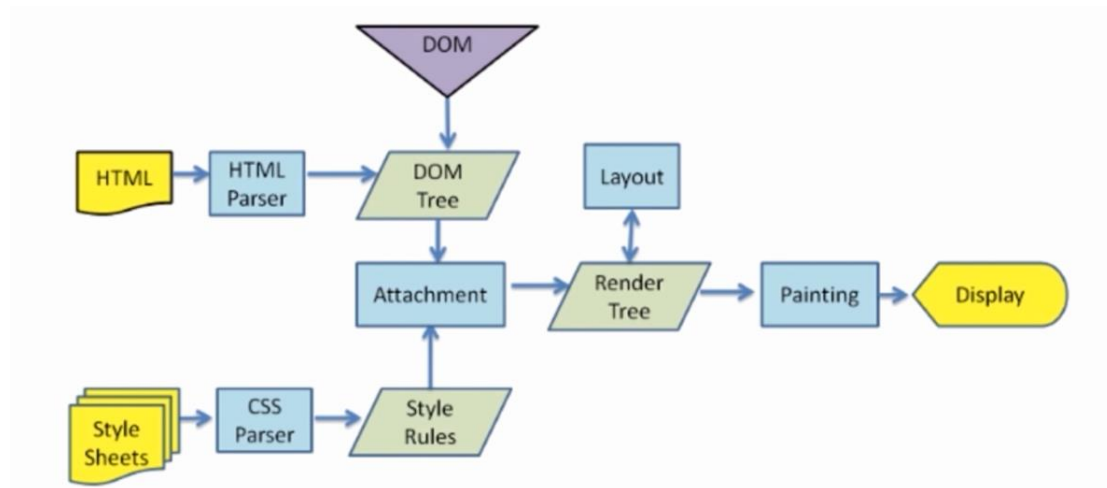 DOM
HTML
HTML
Parser
DOM
Tree
Layout
Attachment
Render
Tree
Painting
Display
Style
Sheets
CSS
Parser
Style
Rules